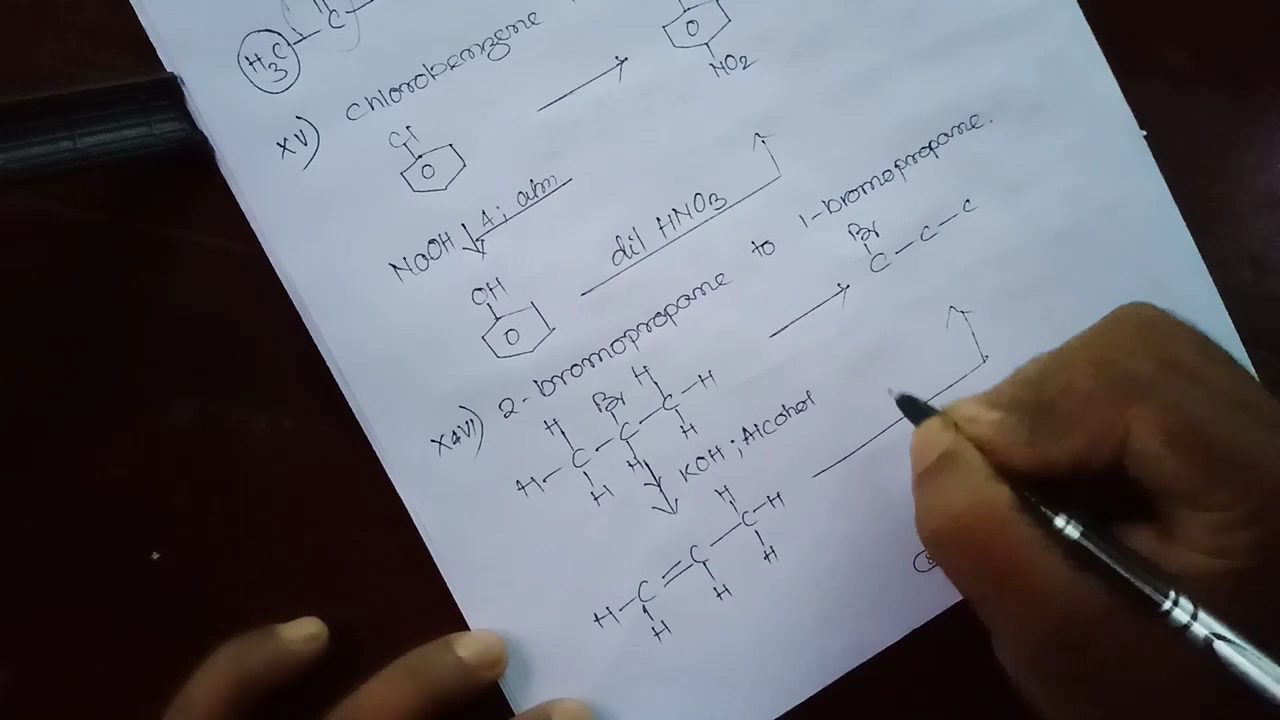 H3C C
xv) chlorobenzene
NO2
Cl
NaOH Δ; atm
dil HNO3
OH
xvi) 2-bromopropane to 1-bromopropane.
Br
C - C - C
H Br H
H - C - C - C - H
H H H
KOH ; Alcohol
H
H - C = C - C - H
H H H